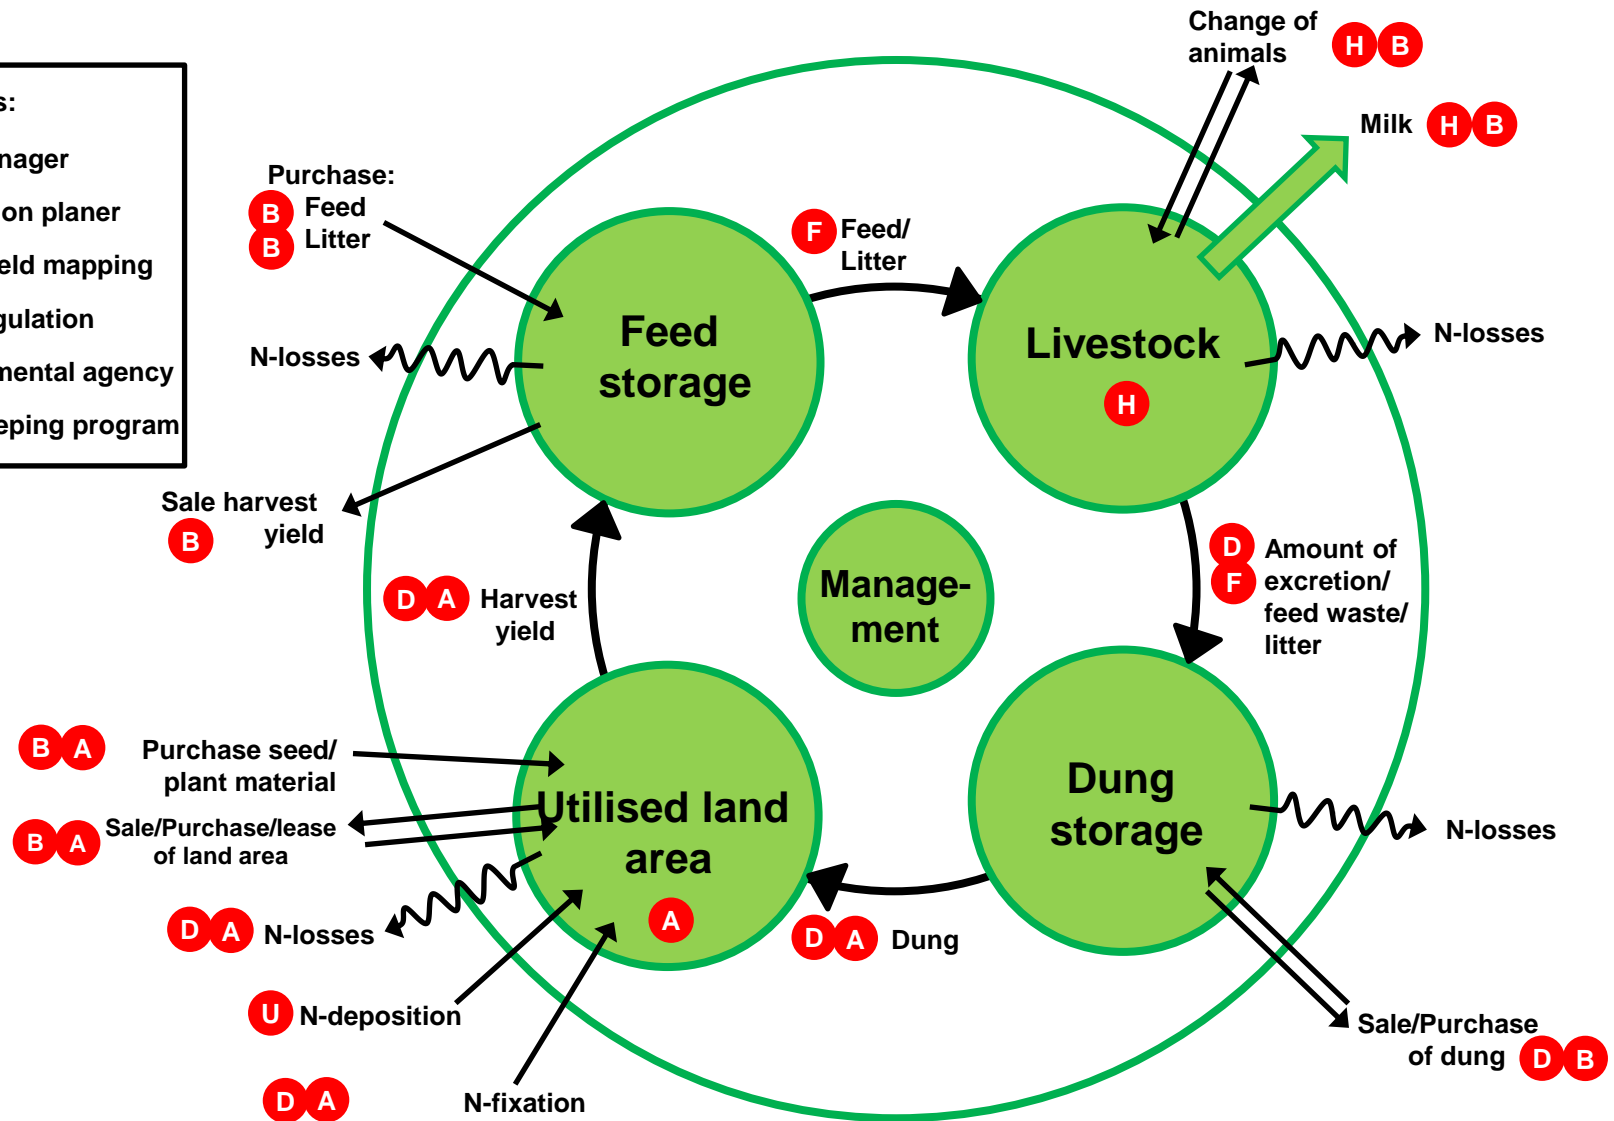 s:
nager
on planer
eld mapping
gulation
mental agency
eping program
Change of
animals
H B
Milk H B
Purchase:
B Feed
B Litter
F Feed/
Litter
Feed
storage
Livestock
H
N-losses
N-losses
Sale harvest
yield
B
D A Harvest
yield
Manage-
ment
D Amount of
F excretion/
feed waste/
litter
B A Purchase seed/
plant material
B A Sale/Purchase/lease
of land area
Utilised land
area
A
Dung
storage
N-losses
D A N-losses
D A Dung
U N-deposition
D A N-fixation
Sale/Purchase
of dung D B